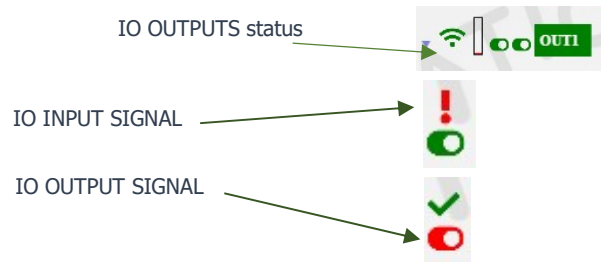 IO OUTPUTS status
OUT1
IO INPUT SIGNAL
IO OUTPUT SIGNAL